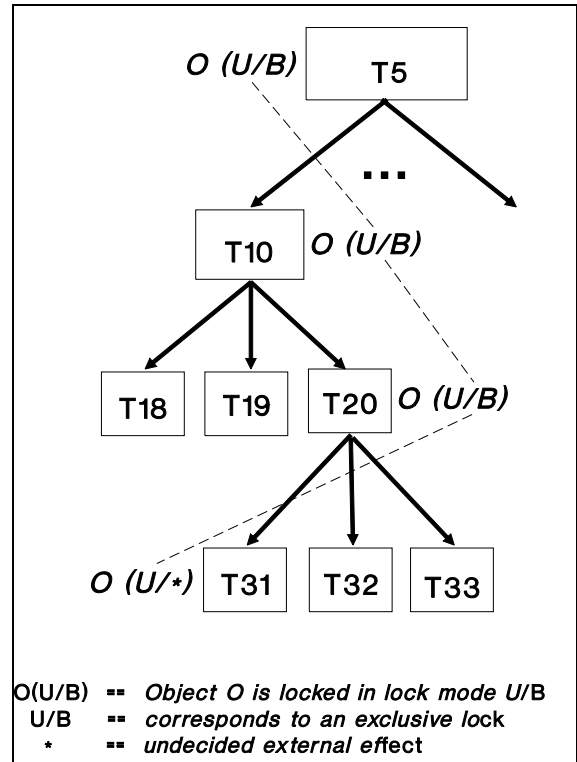 O (U/B) T5
...
T10 O (U/B)
T18 T19 T20 O (U/B)
O (U/*) T31 T32 T33
O(U/B) == Object O is locked in lock mode U/B
U/B == corresponds to an exclusive lock
* == undecided external effect